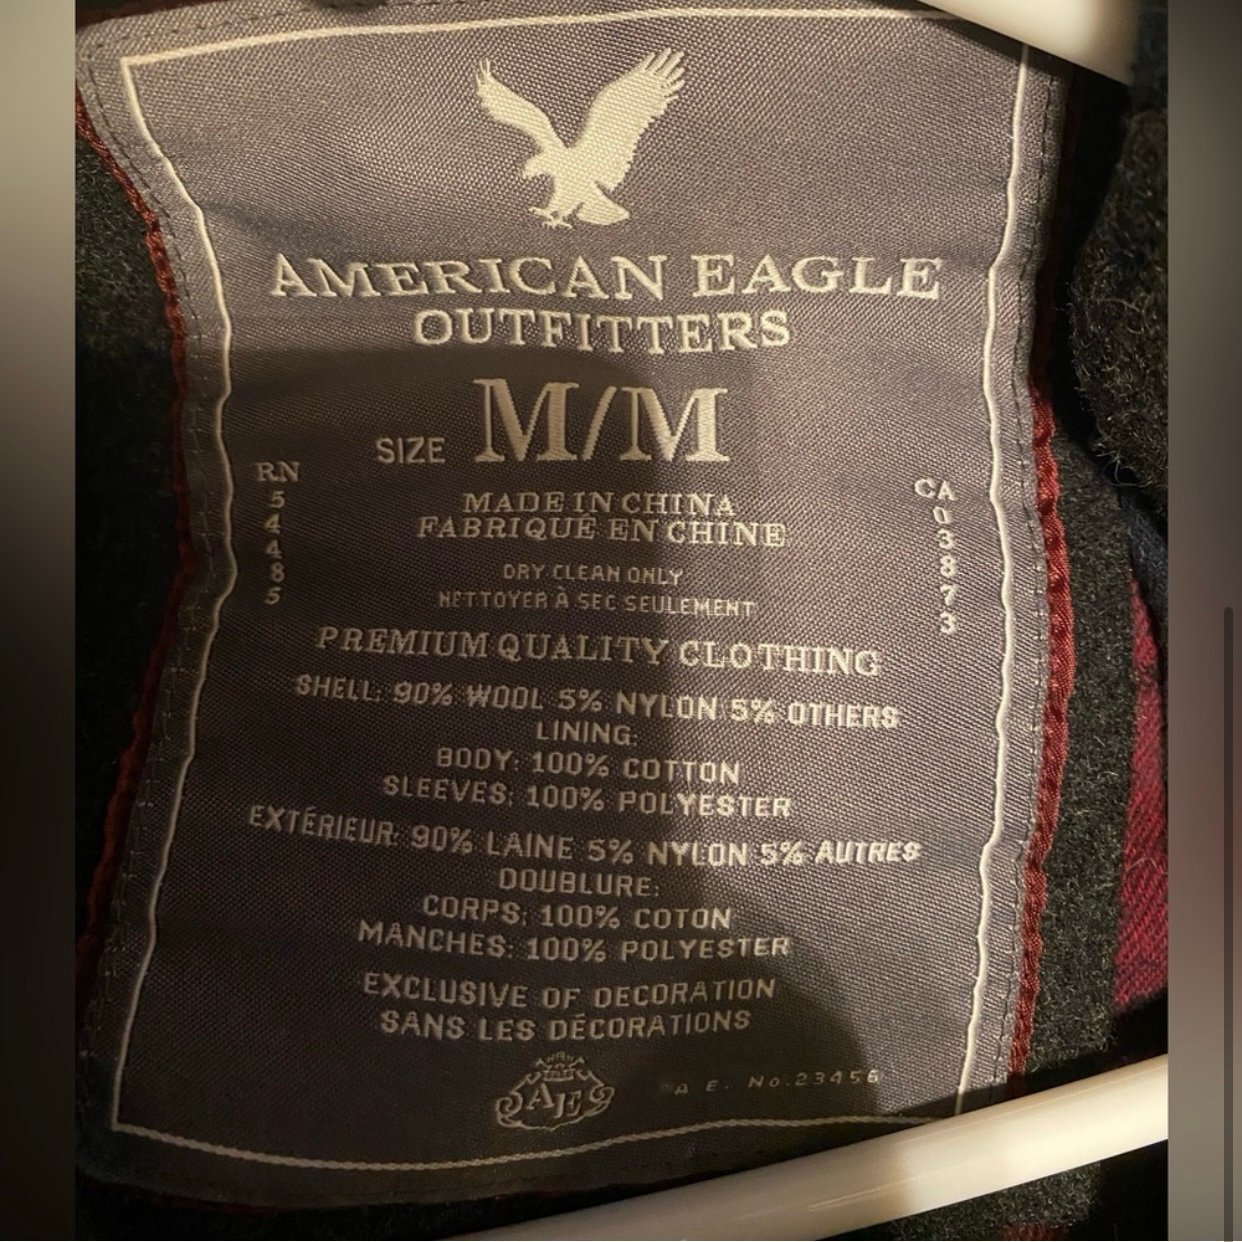 AMERICAN EAGLE
OUTFITTERS
SIZE M/M
RN
5
4
4
8
5
CA
0
3
8
7
3
MADE IN CHINA
FABRIQUÉ EN CHINE
DRY CLEAN ONLY
NETTOYER À SEC SEULEMENT
PREMIUM QUALITY CLOTHING
SHELL: 90% WOOL 5% NYLON 5% OTHERS
LINING:
BODY: 100% COTTON
SLEEVES: 100% POLYESTER
EXTÉRIEUR: 90% LAINE 5% NYLON 5% AUTRES
DOUBLURE:
CORPS: 100% COTON
MANCHES: 100% POLYESTER
EXCLUSIVE OF DECORATION
SANS LES DÉCORATIONS
AE
A E. No.23456